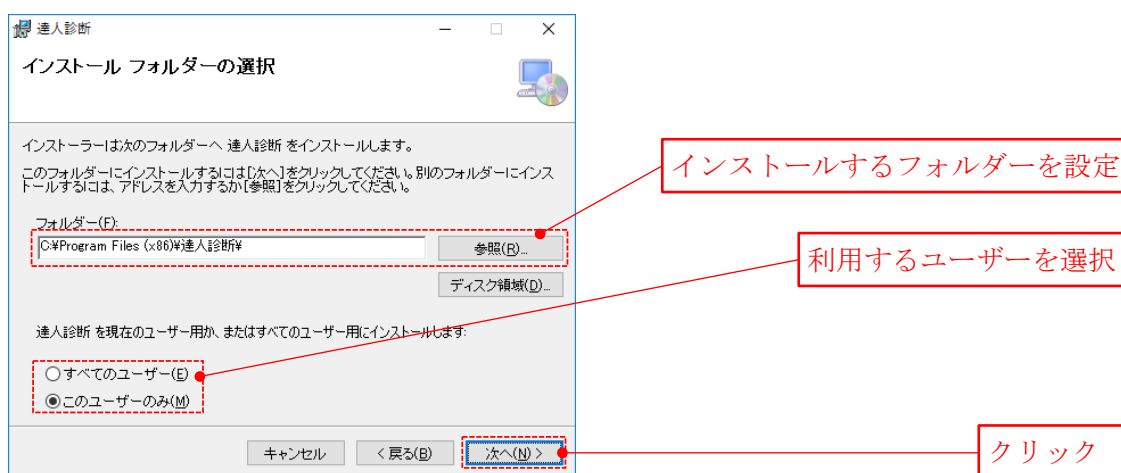 達人診断
インストール フォルダーの選択
インストーラーは次のフォルダーへ 達人診断 をインストールします。
このフォルダーにインストールするには[次へ]をクリックしてください。別のフォルダーにインス
トールするには、アドレスを入力するか[参照]をクリックしてください。
インストールするフォルダーを設定
フォルダー(F):
C:¥Program Files (x86)¥達人診断¥
参照(R)...
利用するユーザーを選択
ディスク領域(D)...
達人診断 を現在のユーザー用か、またはすべてのユーザー用にインストールします:
すべてのユーザー(E)
このユーザーのみ(M)
キャンセル
< 戻る(B)
次へ(N) >
クリック